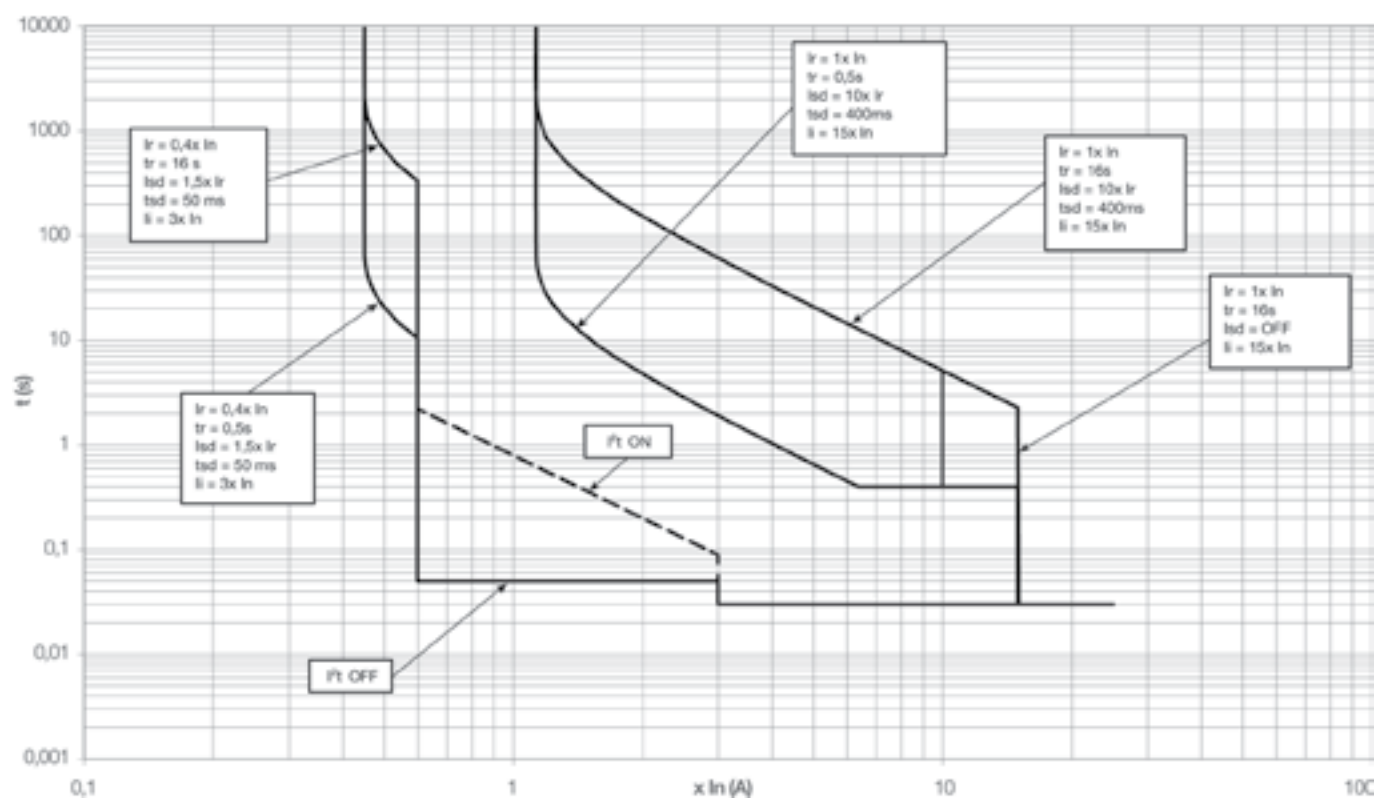 10000
1000
100
10
1
0,1
0,01
0,001
t (s)
0,1
1
10
100
x In (A)
Ir = 0,4x In
tr = 16 s
Isd = 1,5x Ir
tsd = 50 ms
Ii = 3x In
Ir = 0,4x In
tr = 0,5s
Isd = 1,5x Ir
tsd = 50 ms
Ii = 3x In
Ir = 1x In
tr = 0,5s
Isd = 10x Ir
tsd = 400ms
Ii = 15x In
Ir = 1x In
tr = 16s
Isd = 10x Ir
tsd = 400ms
Ii = 15x In
Ir = 1x In
tr = 16s
Isd = OFF
Ii = 15x In
I²t ON
I²t OFF